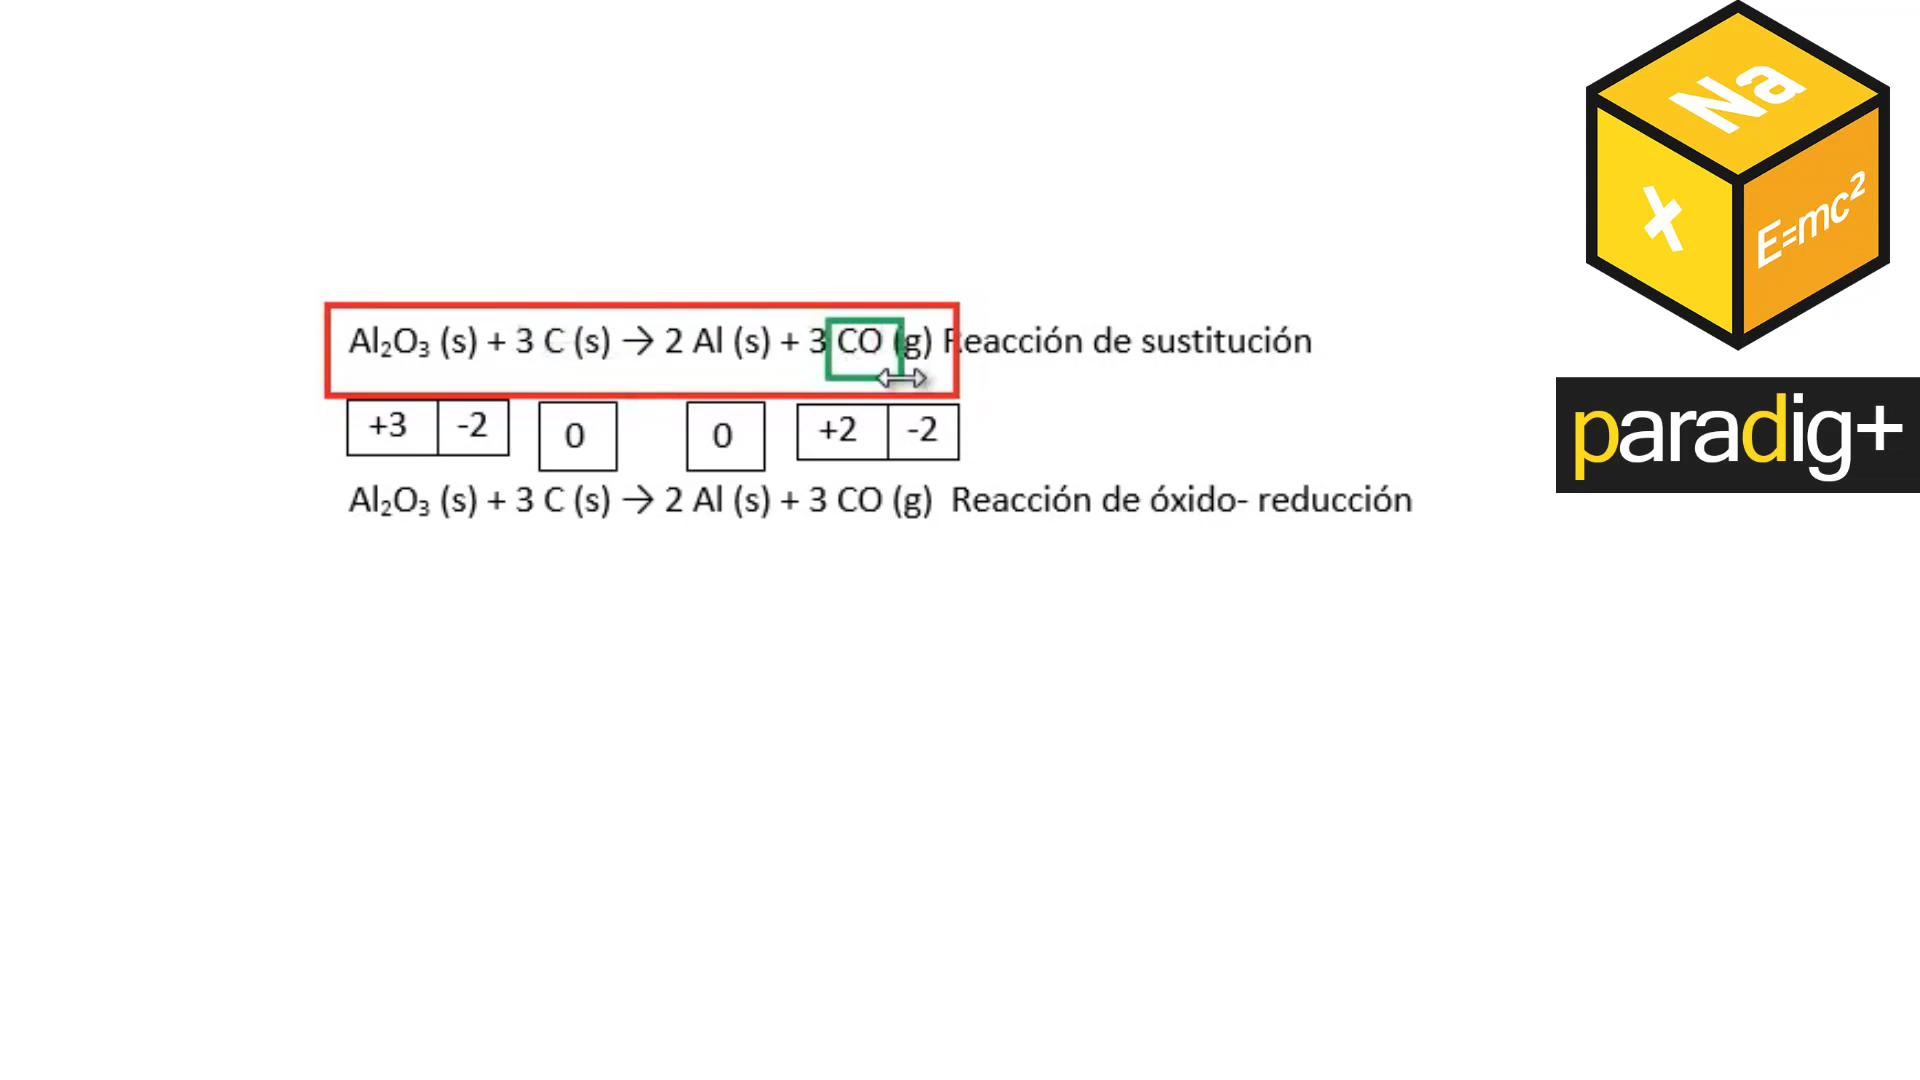 Na
x
E=mc²
Al₂O₃ (s) + 3 C (s) → 2 Al (s) + 3 CO (g) Reacción de sustitución
+3 -2 0 0 +2 -2
Al₂O₃ (s) + 3 C (s) → 2 Al (s) + 3 CO (g) Reacción de óxido- reducción
paradig+